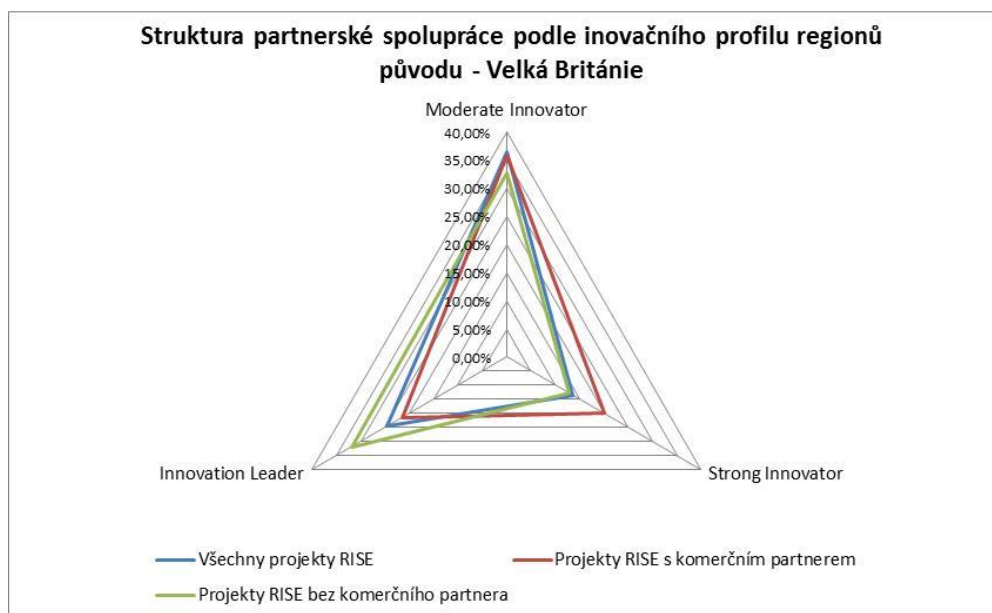 Struktura partnerské spolupráce podle inovačního profilu regionů
původu - Velká Británie
Moderate Innovator
40,00%
35,00%
30,00%
25,00%
20,00%
15,00%
10,00%
5,00%
0,00%
Innovation Leader
Strong Innovator
Všechny projekty RISE
Projekty RISE s komerčním partnerem
Projekty RISE bez komerčního partnera